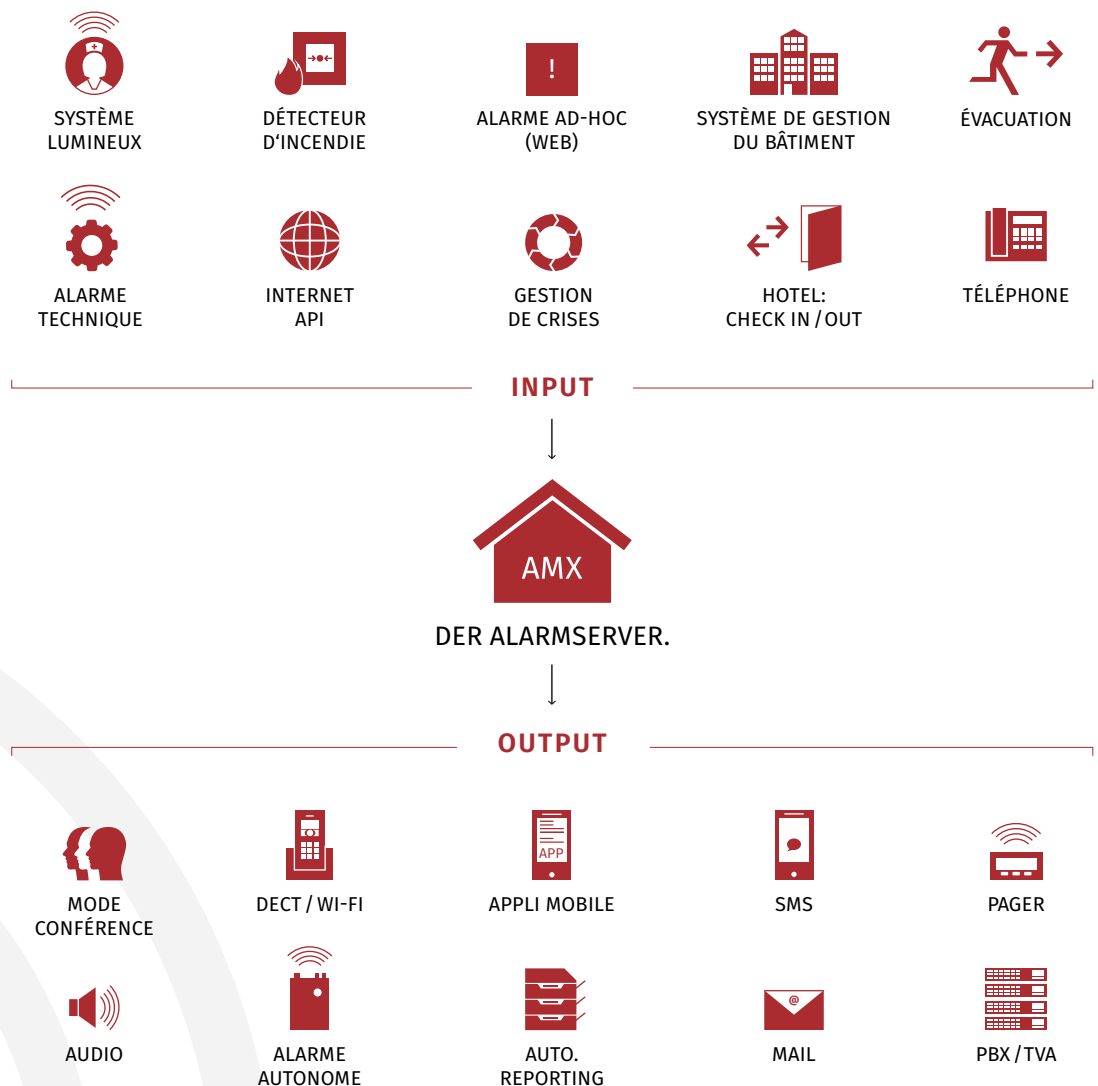 SYSTÈME
LUMINEUX
DÉTECTEUR
D‘INCENDIE
!
ALARME AD-HOC
(WEB)
SYSTÈME DE GESTION
DU BÂTIMENT
ÉVACUATION
ALARME
TECHNIQUE
INTERNET
API
GESTION
DE CRISES
HOTEL:
CHECK IN / OUT
TÉLÉPHONE
INPUT
AMX
DER ALARMSERVER.
OUTPUT
MODE
CONFÉRENCE
DECT / WI-FI
APP
APPLI MOBILE
SMS
PAGER
AUDIO
ALARME
AUTONOME
AUTO.
REPORTING
@
MAIL
PBX / TVA